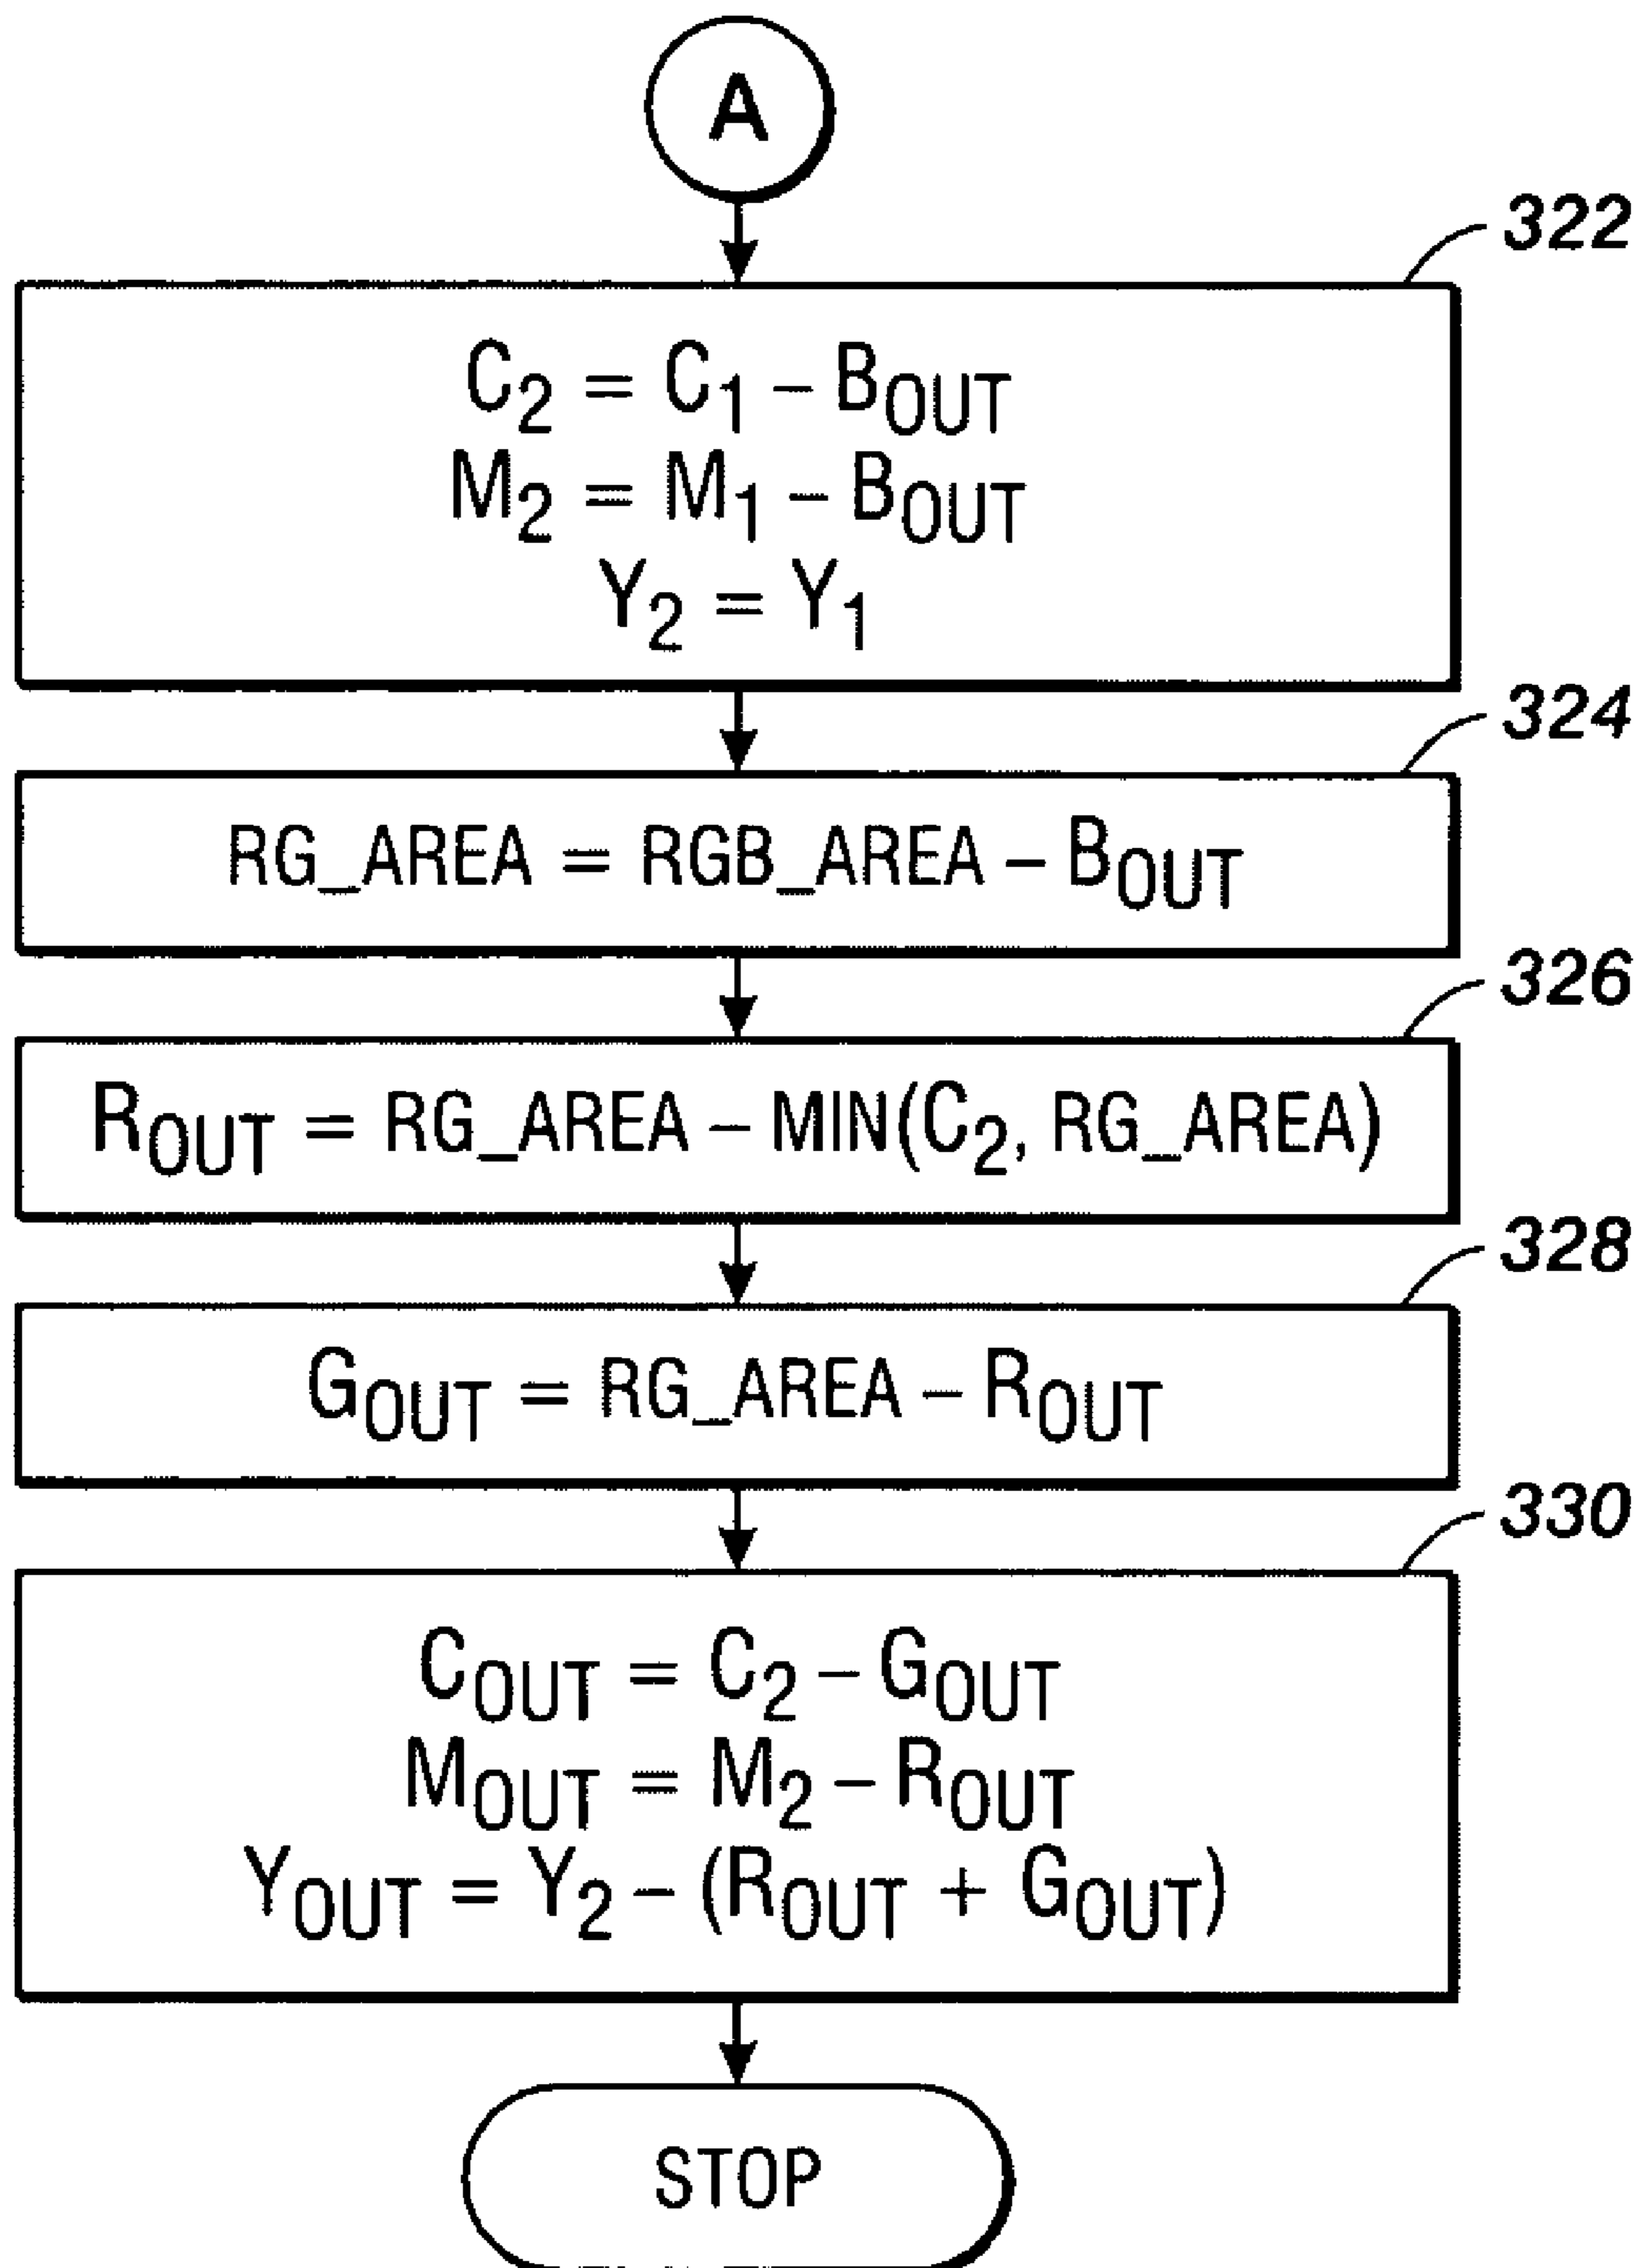 A
322
C2 = C1 – BOUT
M2 = M1 – BOUT
Y2 = Y1
324
RG_AREA = RGB_AREA – BOUT
326
ROUT = RG_AREA – MIN(C2, RG_AREA)
328
GOUT = RG_AREA – ROUT
330
COUT = C2 – GOUT
MOUT = M2 – ROUT
YOUT = Y2 – (ROUT + GOUT)
STOP